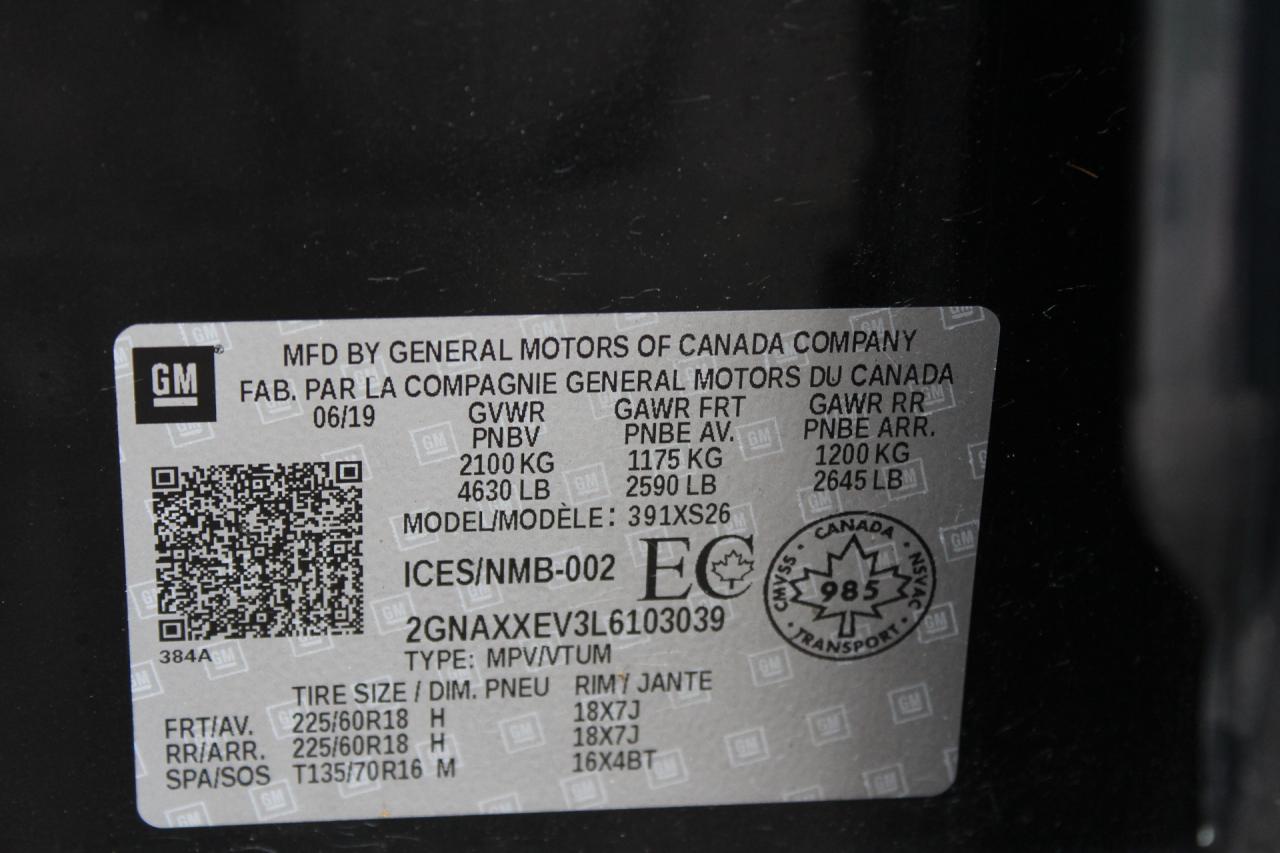 GM
MFD BY GENERAL MOTORS OF CANADA COMPANY
FAB. PAR LA COMPAGNIE GENERAL MOTORS DU CANADA
06/19 GVWR GAWR FRT GAWR RR
PNBV PNBE AV. PNBE ARR.
2100 KG 1175 KG 1200 KG
4630 LB 2590 LB 2645 LB
MODEL/MODÈLE: 391XS26
ICES/NMB-002 EC
CANADA · NSVAC · TRANSPORT · CMVSS ·
985
2GNAXXEV3L6103039
384A
TYPE: MPV/VTUM
TIRE SIZE / DIM. PNEU RIM / JANTE
FRT/AV. 225/60R18 H 18X7J
RR/ARR. 225/60R18 H 18X7J
SPA/SOS T135/70R16 M 16X4BT